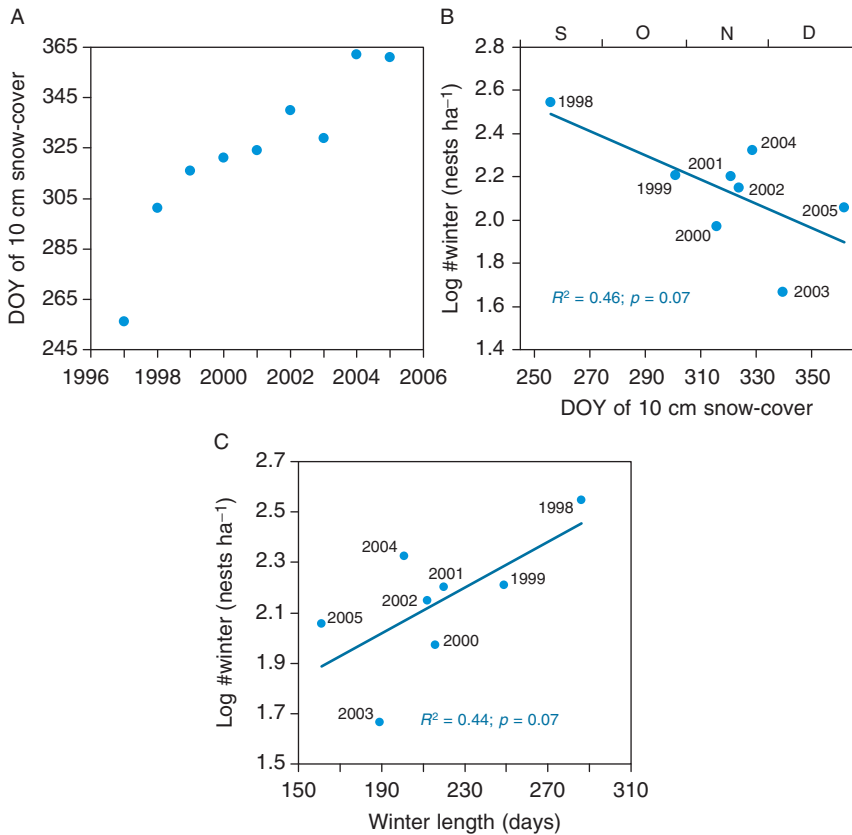 A
365
345
325
305
285
265
245
DOY of 10 cm snow-cover
1996 1998 2000 2002 2004 2006
B
S O N D
2.8
2.6
2.4
2.2
2.0
1.8
1.6
1.4
Log #winter (nests ha−1)
1998
2004
2001
1999
2002
2005
2000
2003
R2 = 0.46; p = 0.07
250 270 290 310 330 350
DOY of 10 cm snow-cover
C
2.7
2.5
2.3
2.1
1.9
1.7
1.5
Log #winter (nests ha−1)
1998
2004
2001
1999
2002
2005
2000
2003
R2 = 0.44; p = 0.07
150 190 230 270 310
Winter length (days)